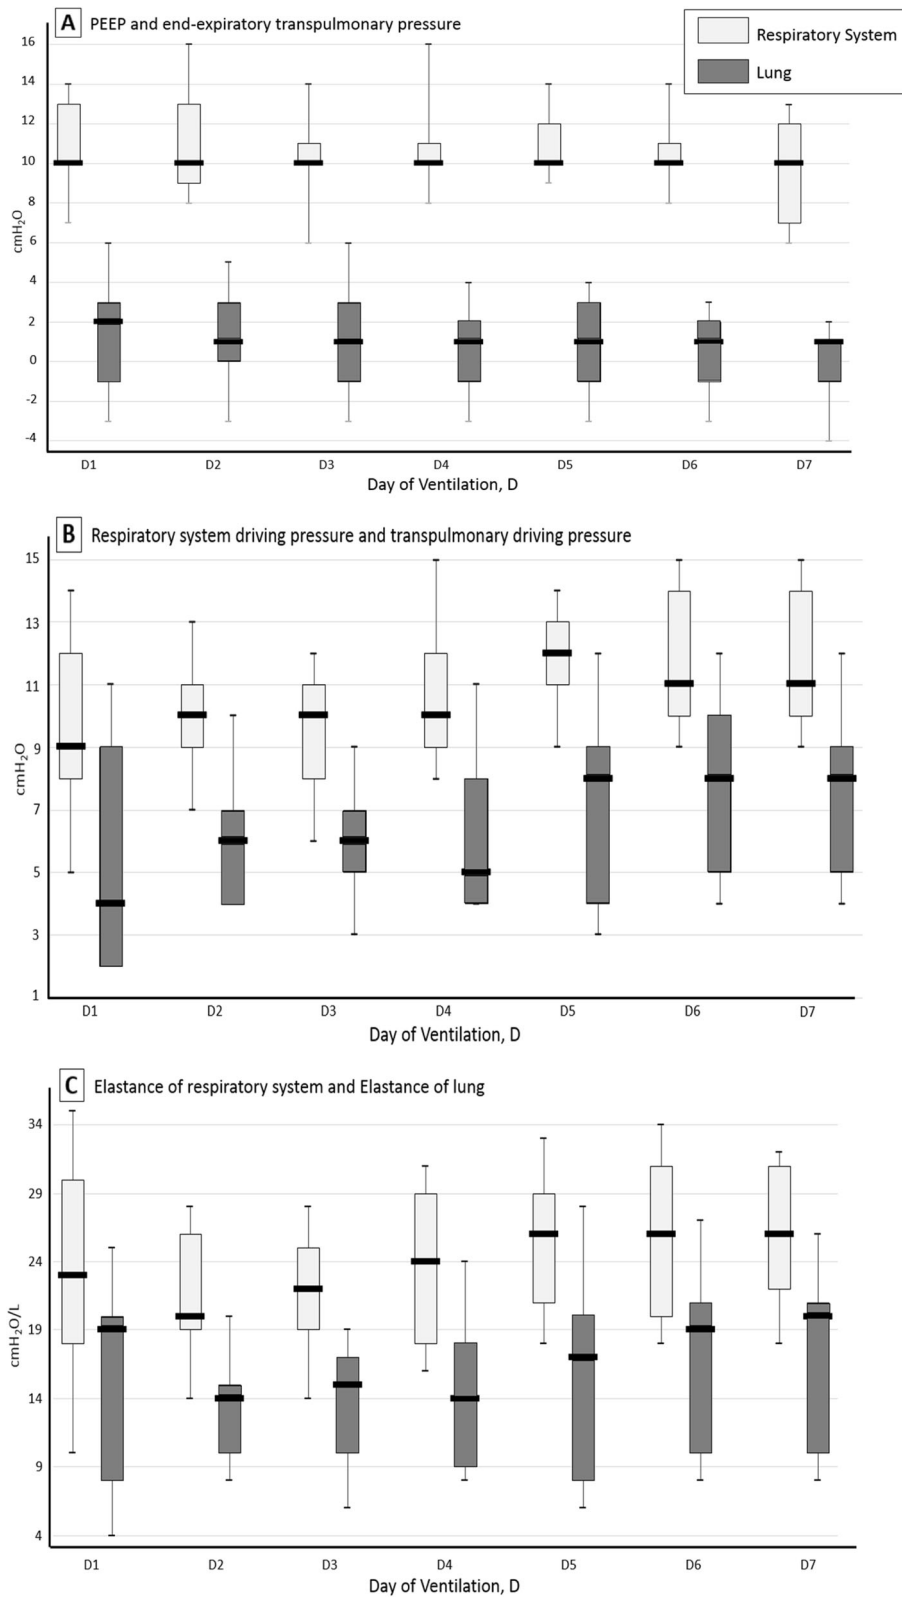 A PEEP and end-expiratory transpulmonary pressure
Respiratory System
Lung
16
14
12
10
8
6
4
2
0
-2
-4
cmH₂O
D1 D2 D3 D4 D5 D6 D7
Day of Ventilation, D
B Respiratory system driving pressure and transpulmonary driving pressure
15
13
11
9
7
5
3
1
cmH₂O
D1 D2 D3 D4 D5 D6 D7
Day of Ventilation, D
C Elastance of respiratory system and Elastance of lung
34
29
24
19
14
9
4
cmH₂O/L
D1 D2 D3 D4 D5 D6 D7
Day of Ventilation, D